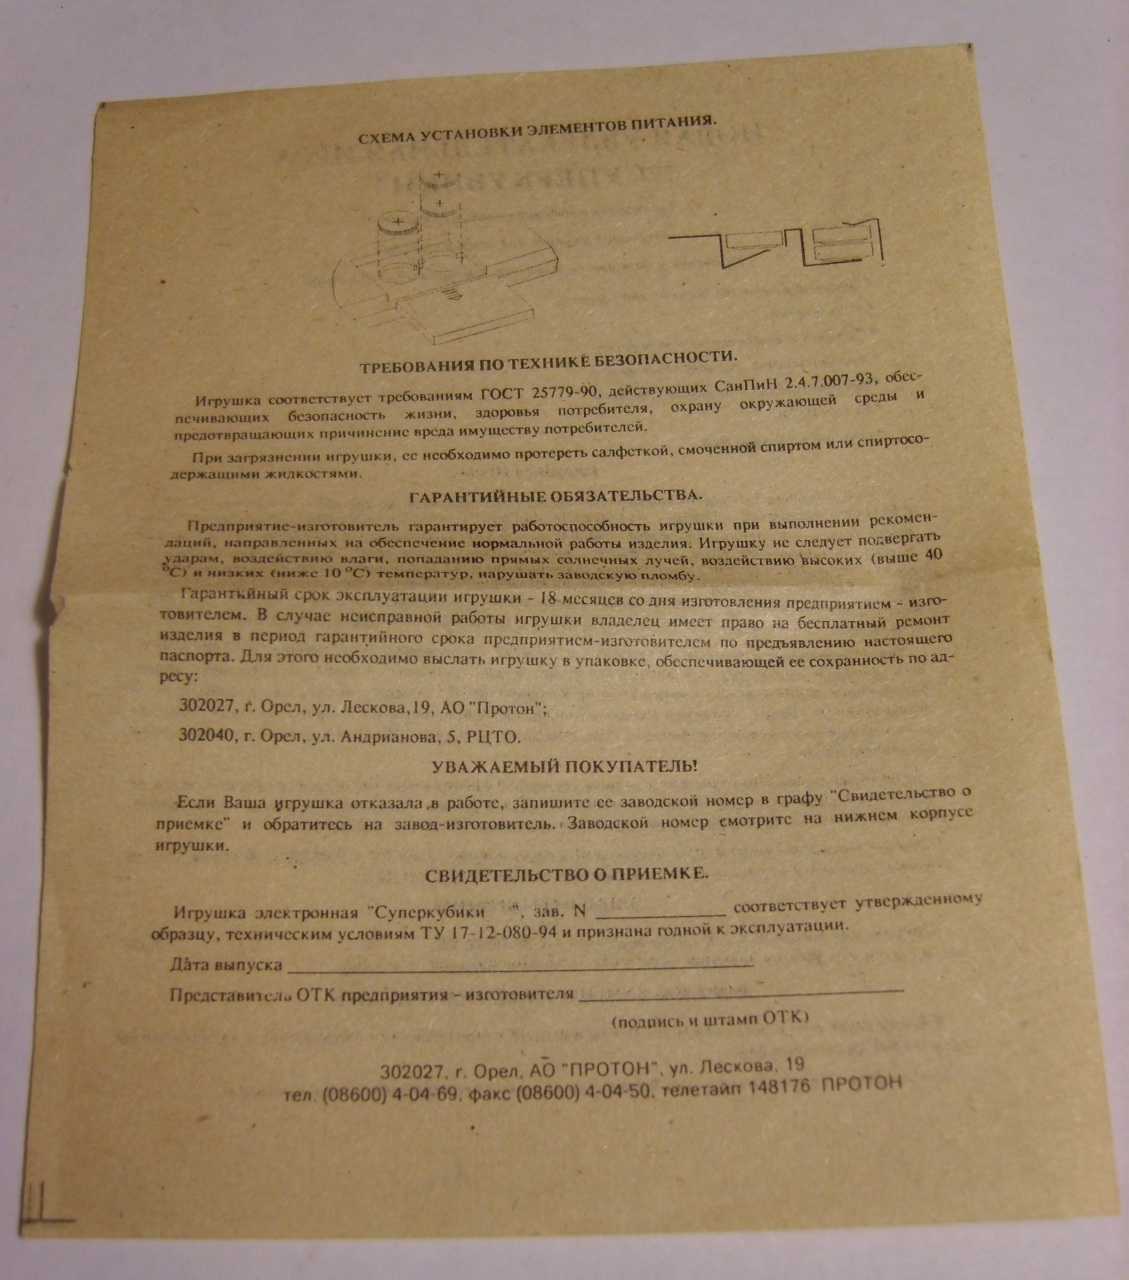 СХЕМА УСТАНОВКИ ЭЛЕМЕНТОВ ПИТАНИЯ.
ТРЕБОВАНИЯ ПО ТЕХНИКЕ БЕЗОПАСНОСТИ.
Игрушка соответствует требованиям ГОСТ 25779-90, действующих СанПиН 2.4.7.007-93, обес-
печивающих безопасность жизни, здоровья потребителя, охрану окружающей среды и
предотвращающих причинение вреда имуществу потребителей.
При загрязнении игрушки, ее необходимо протереть салфеткой, смоченной спиртом или спиртосо-
держащими жидкостями.
ГАРАНТИЙНЫЕ ОБЯЗАТЕЛЬСТВА.
Предприятие-изготовитель гарантирует работоспособность игрушки при выполнении рекомен-
даций, направленных на обеспечение нормальной работы изделия. Игрушку не следует подвергать
ударам, воздействию влаги, попаданию прямых солнечных лучей, воздействию высоких (выше 40
°С) и низких (ниже 10 °С) температур, нарушать заводскую пломбу.
Гарантийный срок эксплуатации игрушки - 18 месяцев со дня изготовления предприятием - изго-
товителем. В случае неисправной работы игрушки владелец имеет право на бесплатный ремонт
изделия в период гарантийного срока предприятием-изготовителем по предъявлению настоящего
паспорта. Для этого необходимо выслать игрушку в упаковке, обеспечивающей ее сохранность по ад-
ресу:
302027, г. Орел, ул. Лескова,19, АО "Протон";
302040, г. Орел, ул. Андрианова, 5, РЦТО.
УВАЖАЕМЫЙ ПОКУПАТЕЛЬ!
Если Ваша игрушка отказала в работе, запишите ее заводской номер в графу "Свидетельство о
приемке" и обратитесь на завод-изготовитель. Заводской номер смотрите на нижнем корпусе
игрушки.
СВИДЕТЕЛЬСТВО О ПРИЕМКЕ.
Игрушка электронная "Суперкубики ", зав. N ____________ соответствует утвержденному
образцу, техническим условиям ТУ 17-12-080-94 и признана годной к эксплуатации.
Дата выпуска ____________
Представитель ОТК предприятия - изготовителя ____________
(подпись и штамп ОТК)
302027, г. Орел, АО "ПРОТОН", ул. Лескова, 19
тел. (08600) 4-04-69, факс (08600) 4-04-50, телетайп 148176 ПРОТОН